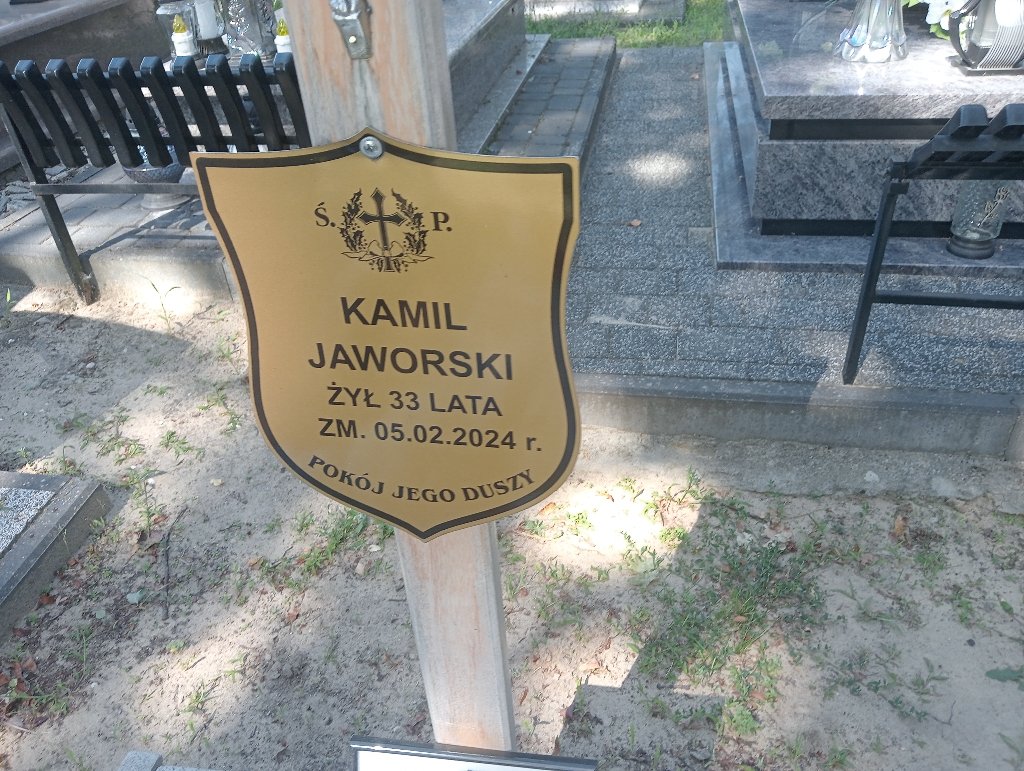 Ś. P.
KAMIL
JAWORSKI
ŻYŁ 33 LATA
ZM. 05.02.2024 r.
POKÓJ JEGO DUSZY